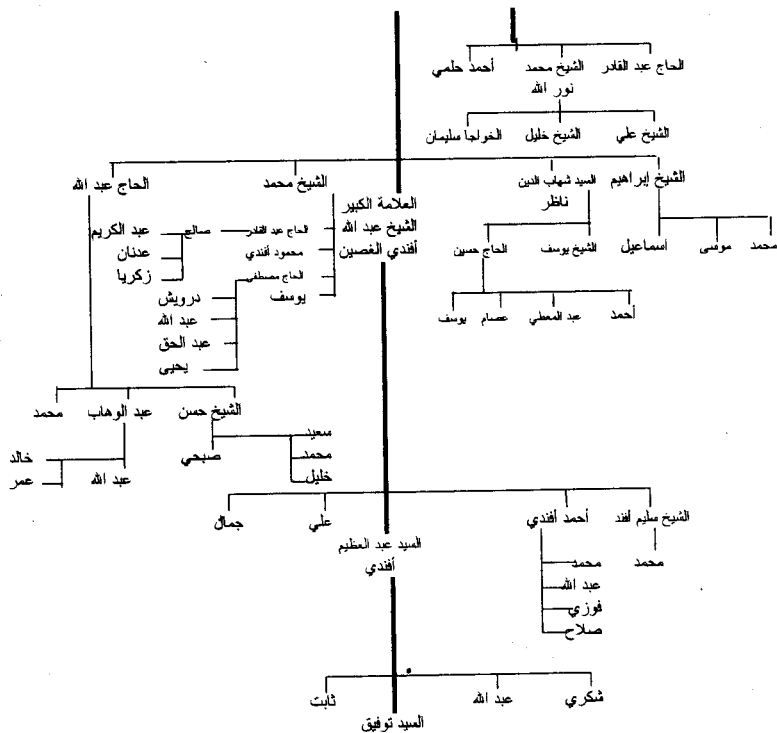 الحاج عبد القادر الشيخ محمد أحمد حلمي
نور الله
الشيخ علي الشيخ خليل الخواجا سليمان
الشيخ إبراهيم السيد شهاب الدين الشيخ محمد الحاج عبد الله
ناظر
محمد موسى اسماعيل
الشيخ يوسف الحاج حسين
أحمد عبد المعطي عصام يوسف
العلامة الكبير
الشيخ عبد الله
أفندي الغصين
الحاج عبد القادر صالح عبد الكريم
محمود أفندي عدنان
الحاج مصطفى زكريا
يوسف درويش
عبد الله
عبد الحق
يحيى
الشيخ حسن عبد الوهاب محمد
سعيد صبحي عبد الله خالد
محمد عمر
خليل
الشيخ سليم أفند أحمد أفندي علي جمال
السيد عبد العظيم
أفندي
محمد محمد
عبد الله
فوزي
صلاح
شكري عبد الله ثابت
السيد توفيق